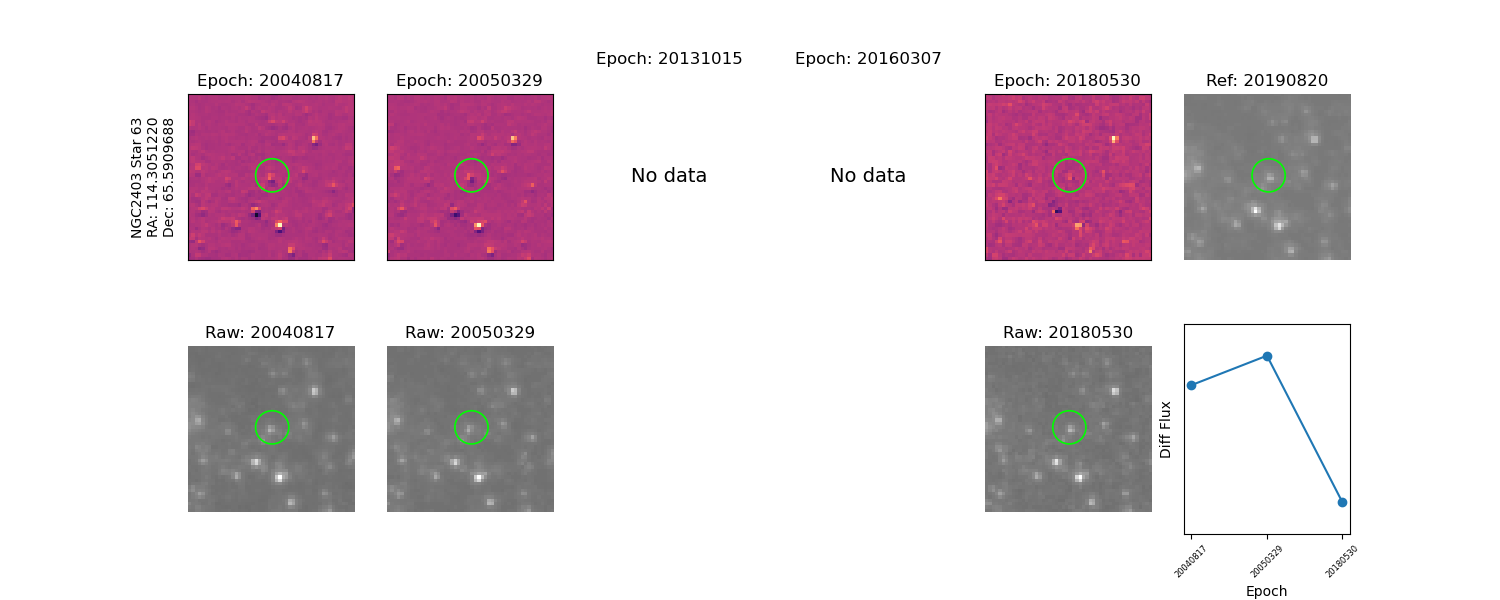 Epoch: 20040817
Epoch: 20050329
Epoch: 20131015
Epoch: 20160307
Epoch: 20180530
Ref: 20190820
NGC2403 Star 63
RA: 114.3051220
Dec: 65.5909688
No data
No data
Raw: 20040817
Raw: 20050329
Raw: 20180530
Diff Flux
20040817
20050329
20180530
Epoch